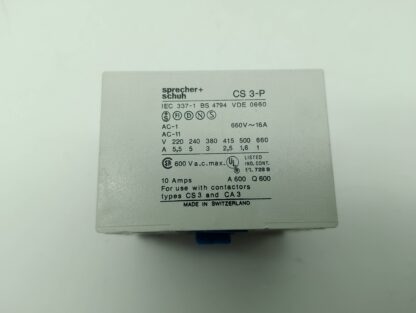 sprecher+
schuh
CS 3-P
IEC 337-1 BS 4794 VDE 0660
D N S
AC-1 660V~16A
AC-11
V 220 240 380 415 500 660
A 5,5 5 3 2,5 1,6 1
600 V a.c. max.
UL
LISTED
IND. CONT.
10 Amps A 600 Q 600
For use with contactors
types CS 3 and CA 3
MADE IN SWITZERLAND